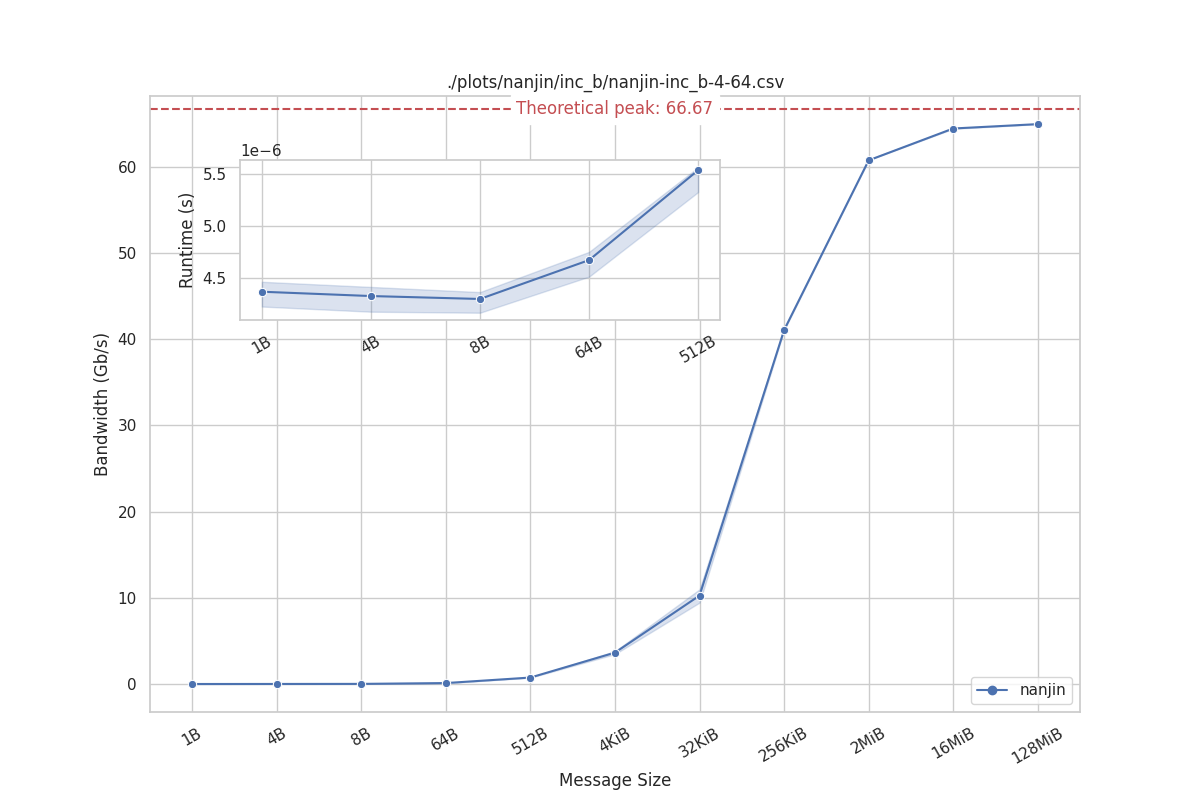 ./plots/nanjin/inc_b/nanjin-inc_b-4-64.csv
Theoretical peak: 66.67
1e−6
Runtime (s)
5.5
5.0
4.5
1B 4B 8B 64B 512B
Bandwidth (Gb/s)
60
50
40
30
20
10
0
nanjin
1B 4B 8B 64B 512B 4KiB 32KiB 256KiB 2MiB 16MiB 128MiB
Message Size